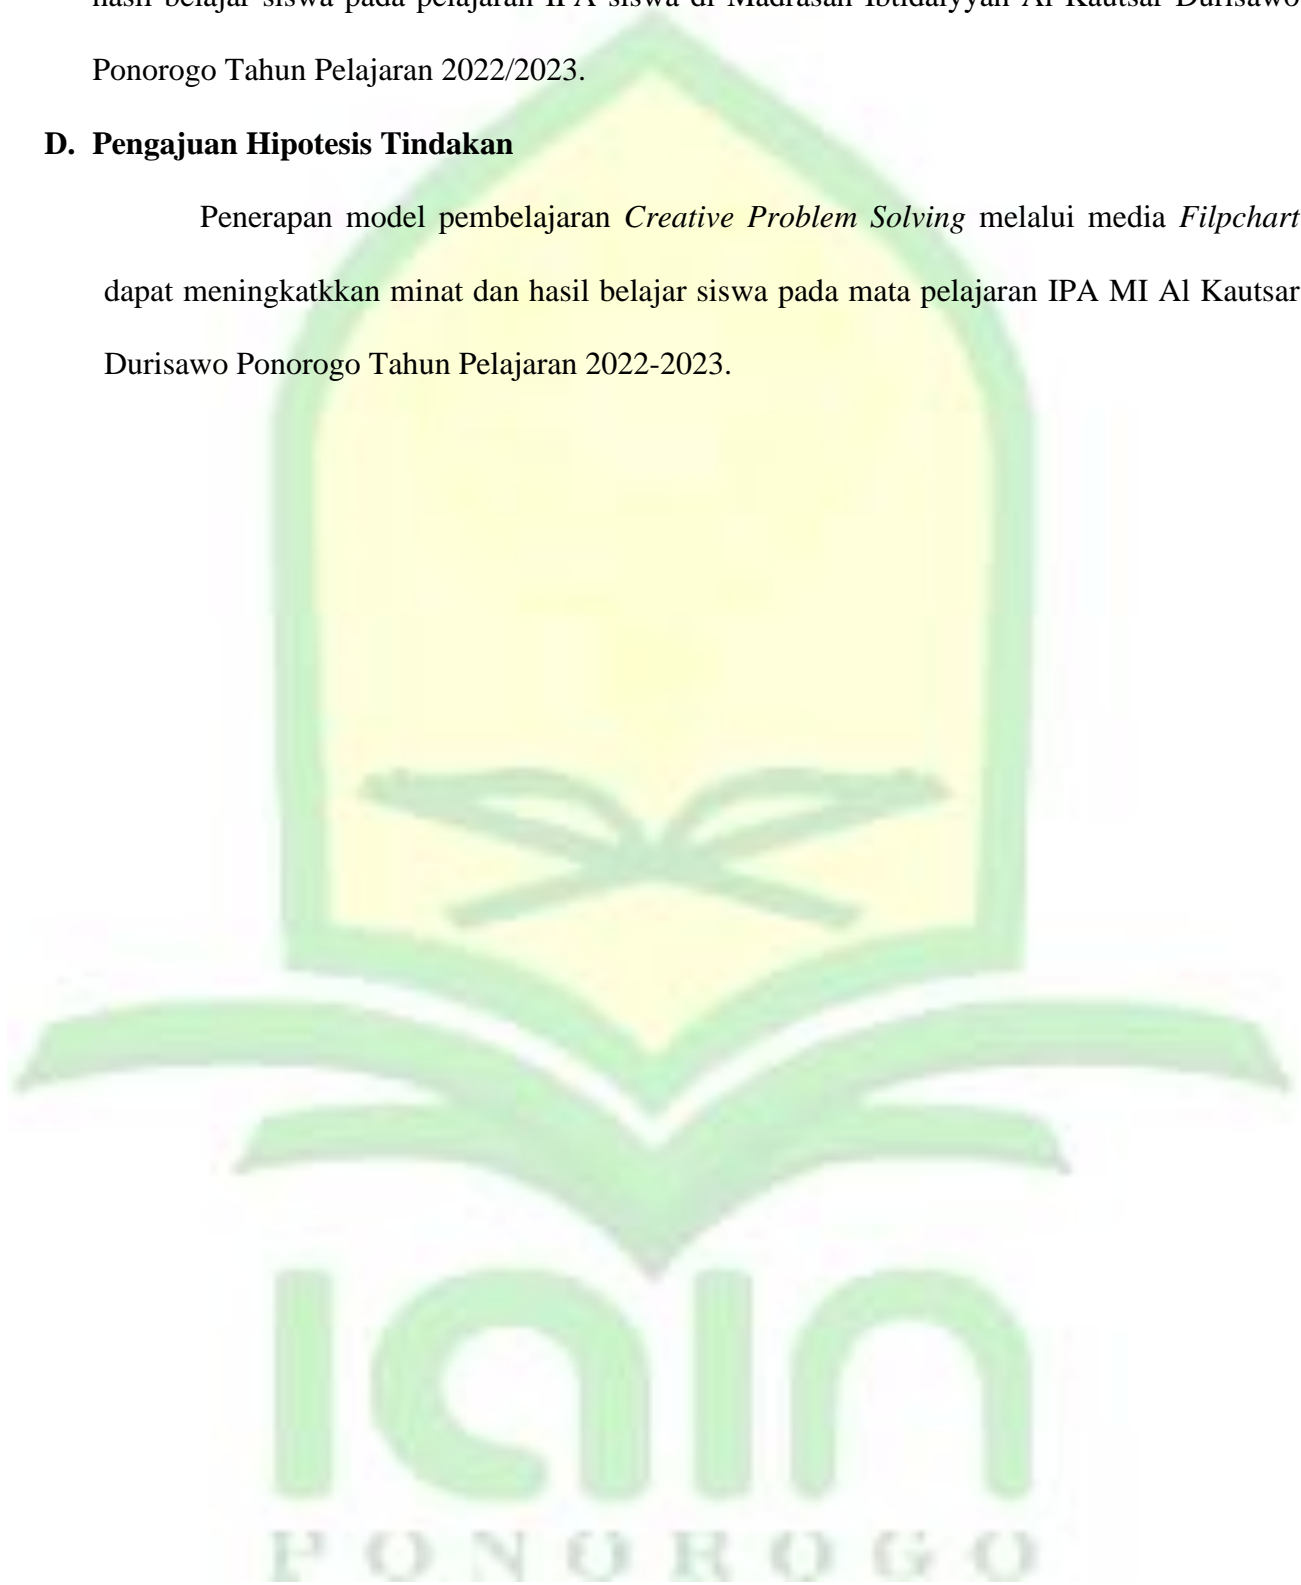 hasil belajar siswa pada pelajaran IPA siswa di Madrasah Ibtidaiyyah Al Kautsar Durisawo
Ponorogo Tahun Pelajaran 2022/2023.
D. Pengajuan Hipotesis Tindakan
Penerapan model pembelajaran Creative Problem Solving melalui media Filpchart
dapat meningkatkkan minat dan hasil belajar siswa pada mata pelajaran IPA MI Al Kautsar
Durisawo Ponorogo Tahun Pelajaran 2022-2023.
iain
PONOROGO